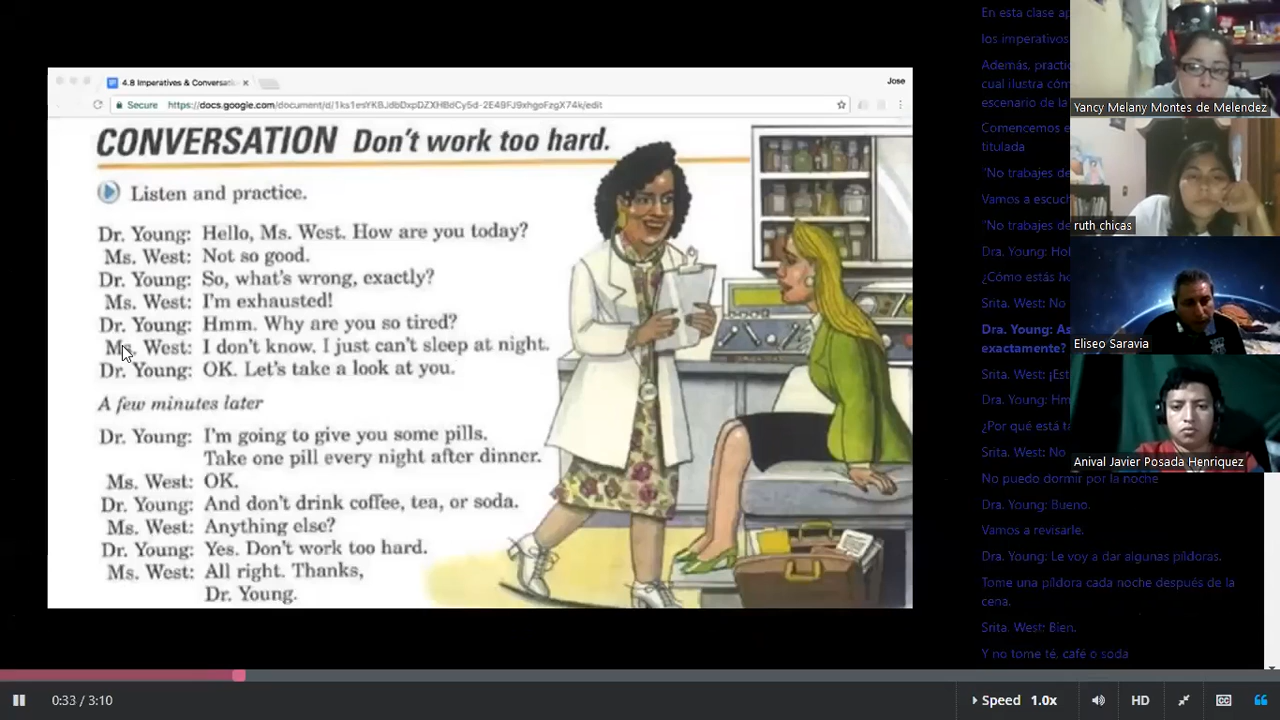 4.8 Imperatives & Conversati
Jose
Secure https://docs.google.com/document/d/
CONVERSATION Don't work too hard.
Listen and practice.
Dr. Young: Hello, Ms. West. How are you today?
Ms. West: Not so good.
Dr. Young: So, what's wrong, exactly?
Ms. West: I'm exhausted!
Dr. Young: Hmm. Why are you so tired?
Ms. West: I don't know. I just can't sleep at night.
Dr. Young: OK. Let's take a look at you.
A few minutes later
Dr. Young: I'm going to give you some pills.
Take one pill every night after dinner.
Ms. West: OK.
Dr. Young: And don't drink coffee, tea, or soda.
Ms. West: Anything else?
Dr. Young: Yes. Don't work too hard.
Ms. West: All right. Thanks,
Dr. Young.
En esta clase ap
los imperativos
Además, practic
cual ilustra cóm
escenario de la
Comencemos e
titulada
'No trabajes de
Vamos a escuch
'No trabajes de
Dra. Young: Hol
¿Cómo estás ho
Srita. West: No
Dra. Young: As
exactamente?
Srita. West: ¡Est
Dra. Young: Hm
¿Por qué está ta
Srita. West: No
No puedo dormir por la noche
Dra. Young: Bueno.
Vamos a revisarle.
Dra. Young: Le voy a dar algunas píldoras.
Tome una píldora cada noche después de la
cena.
Srita. West: Bien.
Y no tome té, café o soda
Yancy Melany Montes de Melendez
ruth chicas
Eliseo Saravia
Anival Javier Posada Henriquez
0:33 / 3:10
Speed 1.0x
HD
CC